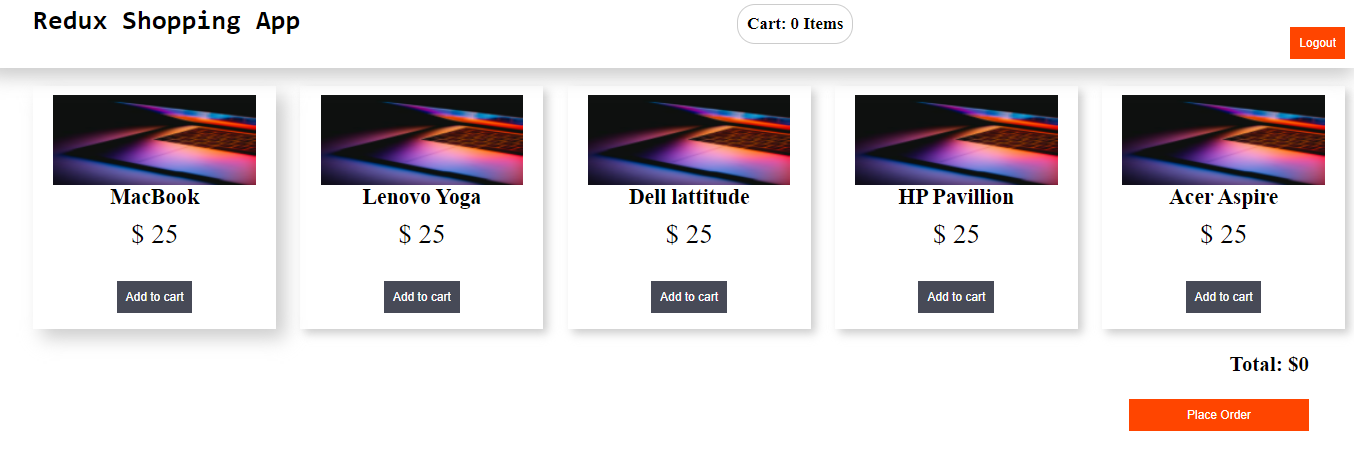 Redux Shopping App
Cart: 0 Items
Logout
MacBook
$ 25
Add to cart
Lenovo Yoga
$ 25
Add to cart
Dell lattitude
$ 25
Add to cart
HP Pavillion
$ 25
Add to cart
Acer Aspire
$ 25
Add to cart
Total: $0
Place Order